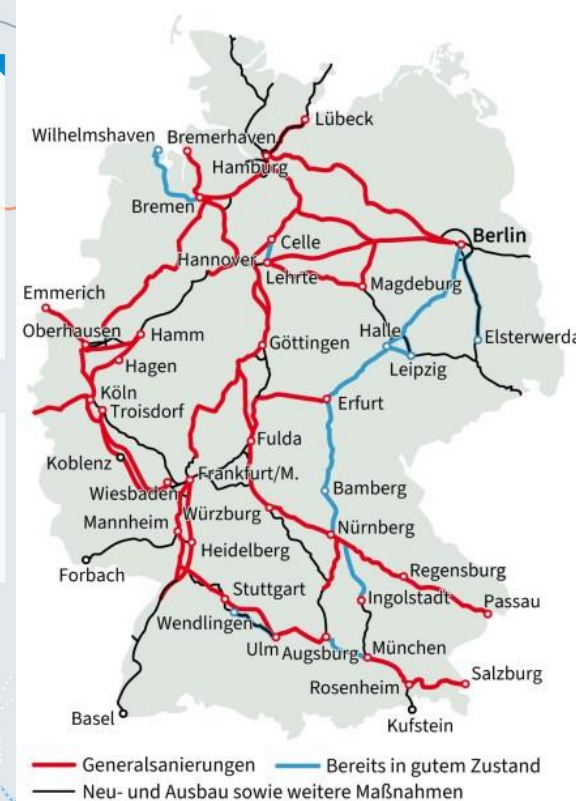 Lübeck
Wilhelmshaven
Bremerhaven
Hamburg
Bremen
Berlin
Celle
Hannover
Lehrte
Magdeburg
Emmerich
Oberhausen
Hamm
Göttingen
Halle
Elsterwerda
Hagen
Leipzig
Köln
Troisdorf
Erfurt
Fulda
Koblenz
Frankfurt/M.
Wiesbaden
Bamberg
Mannheim
Würzburg
Nürnberg
Heidelberg
Forbach
Regensburg
Stuttgart
Ingolstadt
Passau
Wendlingen
Ulm
Augsburg
München
Salzburg
Rosenheim
Basel
Kufstein
Generalsanierungen
Bereits in gutem Zustand
Neu- und Ausbau sowie weitere Maßnahmen